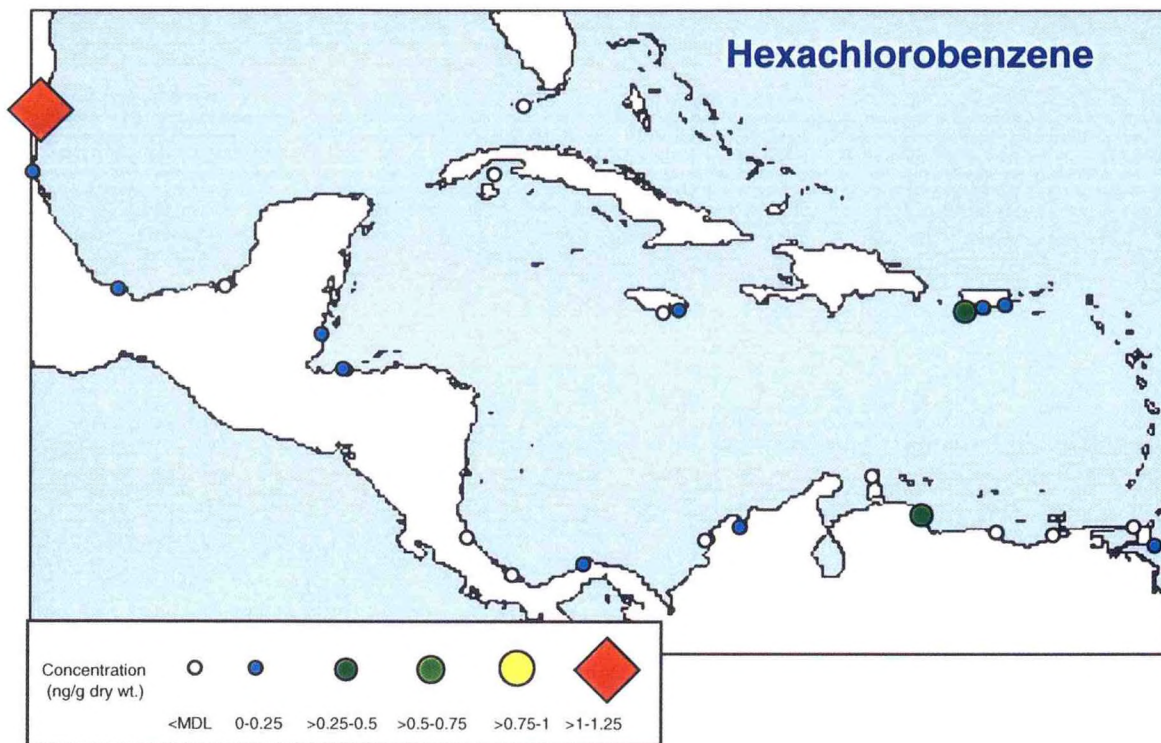 Hexachlorobenzene
Concentration
(ng/g dry wt.)
<MDL 0-0.25 >0.25-0.5 >0.5-0.75 >0.75-1 >1-1.25